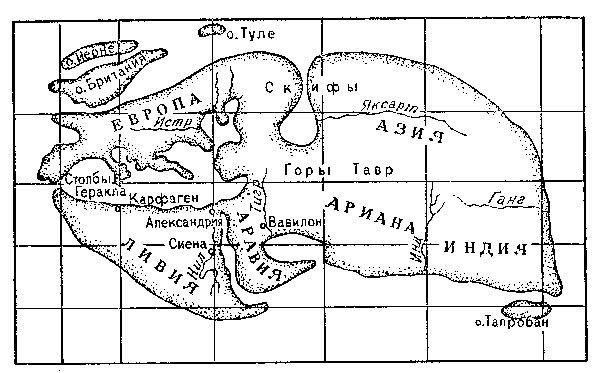 о. Туле
о. Иерне
о. Британия
ЕВРОПА
Истр
Скифы
Яксарт
АЗИЯ
Горы Тавр
Столбы
Геракла
Карфаген
Тигр
Ганг
Александрия
Вавилон
АРИАНА
Сиена
Нил
ЛИВИЯ
АРАВИЯ
Инд
ИНДИЯ
о. Тапробан